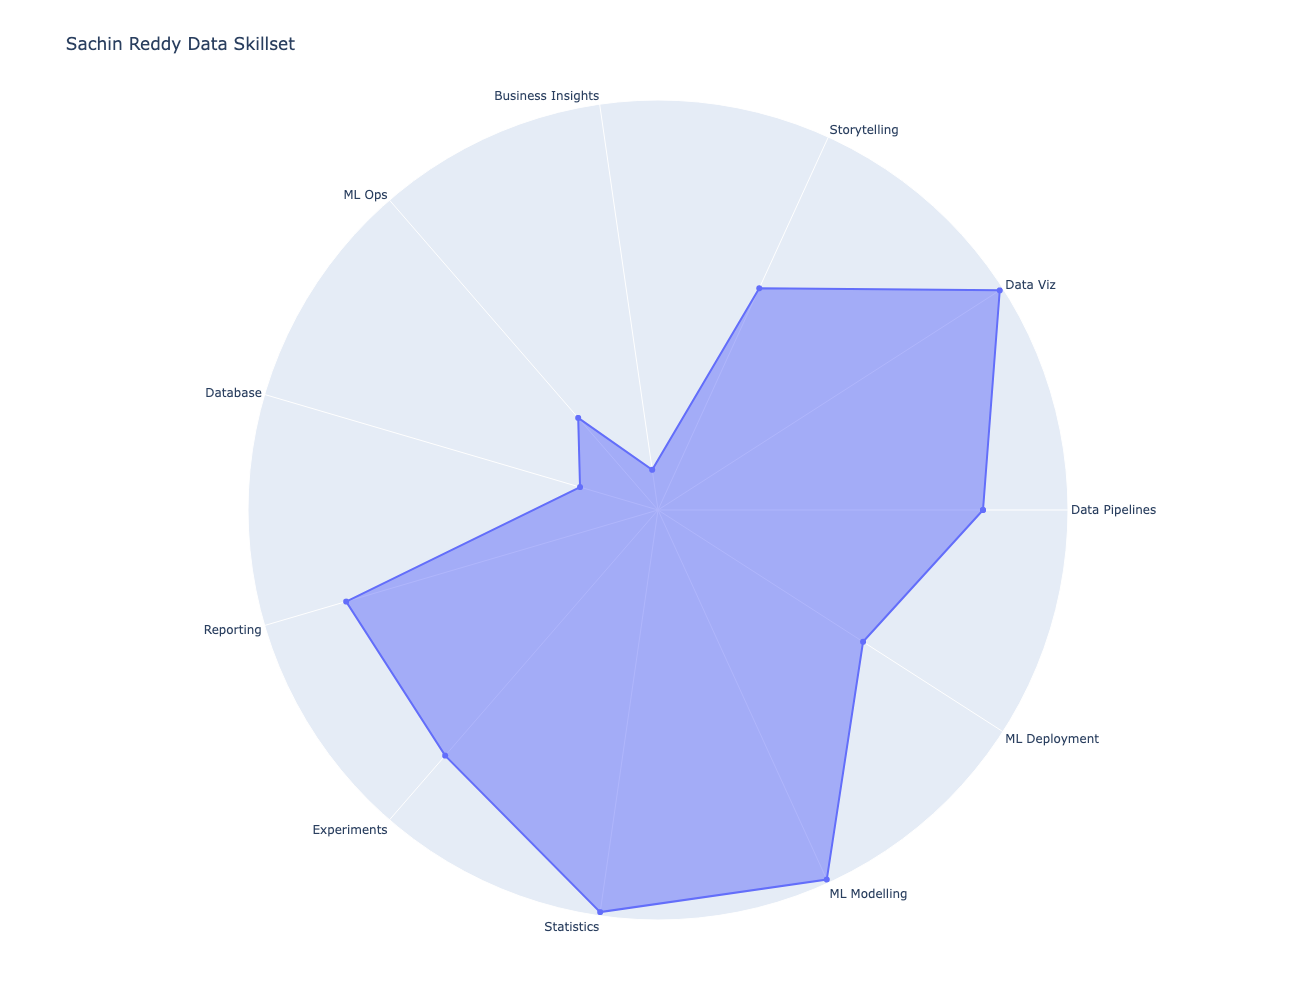 Sachin Reddy Data Skillset
Business Insights
Storytelling
ML Ops
Data Viz
Database
Data Pipelines
Reporting
ML Deployment
Experiments
ML Modelling
Statistics